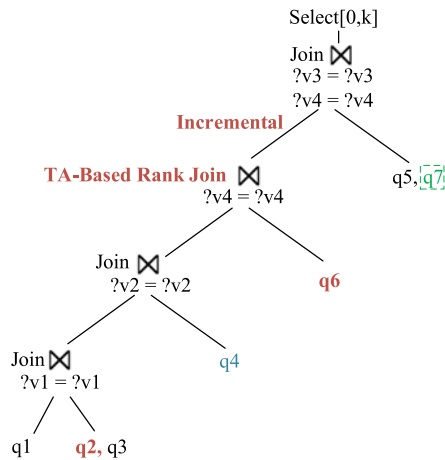 Select[0,k]
Join ⋈
?v3 = ?v3
?v4 = ?v4
Incremental
TA-Based Rank Join ⋈
?v4 = ?v4
q5, q7
Join ⋈
?v2 = ?v2
q6
Join ⋈
?v1 = ?v1
q4
q1
q2, q3